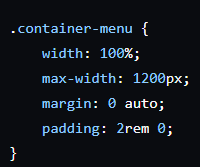 .container-menu {
    width: 100%;
    max-width: 1200px;
    margin: 0 auto;
    padding: 2rem 0;
}